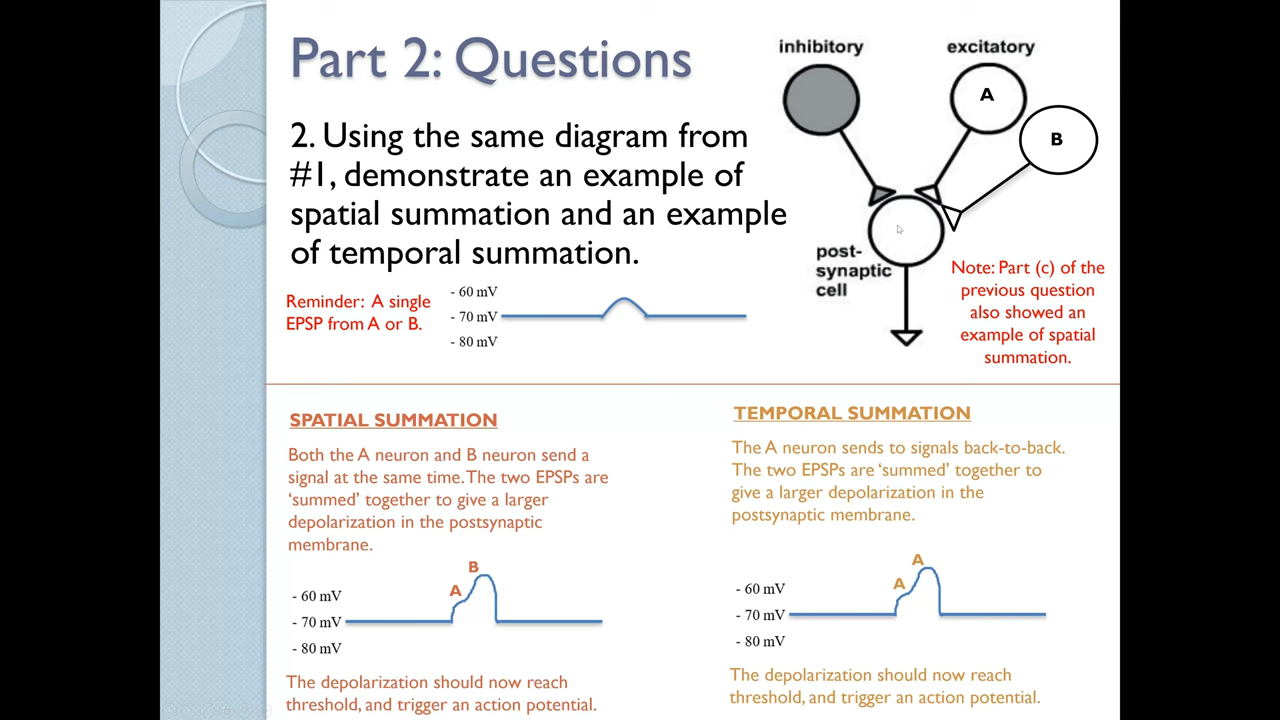 Part 2: Questions
2. Using the same diagram from
#1, demonstrate an example of
spatial summation and an example
of temporal summation.
inhibitory
excitatory
A
B
post-
synaptic
cell
Note: Part (c) of the
previous question
also showed an
example of spatial
summation.
Reminder: A single
EPSP from A or B.
- 60 mV
- 70 mV
- 80 mV
SPATIAL SUMMATION
Both the A neuron and B neuron send a
signal at the same time. The two EPSPs are
‘summed’ together to give a larger
depolarization in the postsynaptic
membrane.
B
A
- 60 mV
- 70 mV
- 80 mV
The depolarization should now reach
threshold, and trigger an action potential.
TEMPORAL SUMMATION
The A neuron sends to signals back-to-back.
The two EPSPs are ‘summed’ together to
give a larger depolarization in the
postsynaptic membrane.
A
A
- 60 mV
- 70 mV
- 80 mV
The depolarization should now reach
threshold, and trigger an action potential.